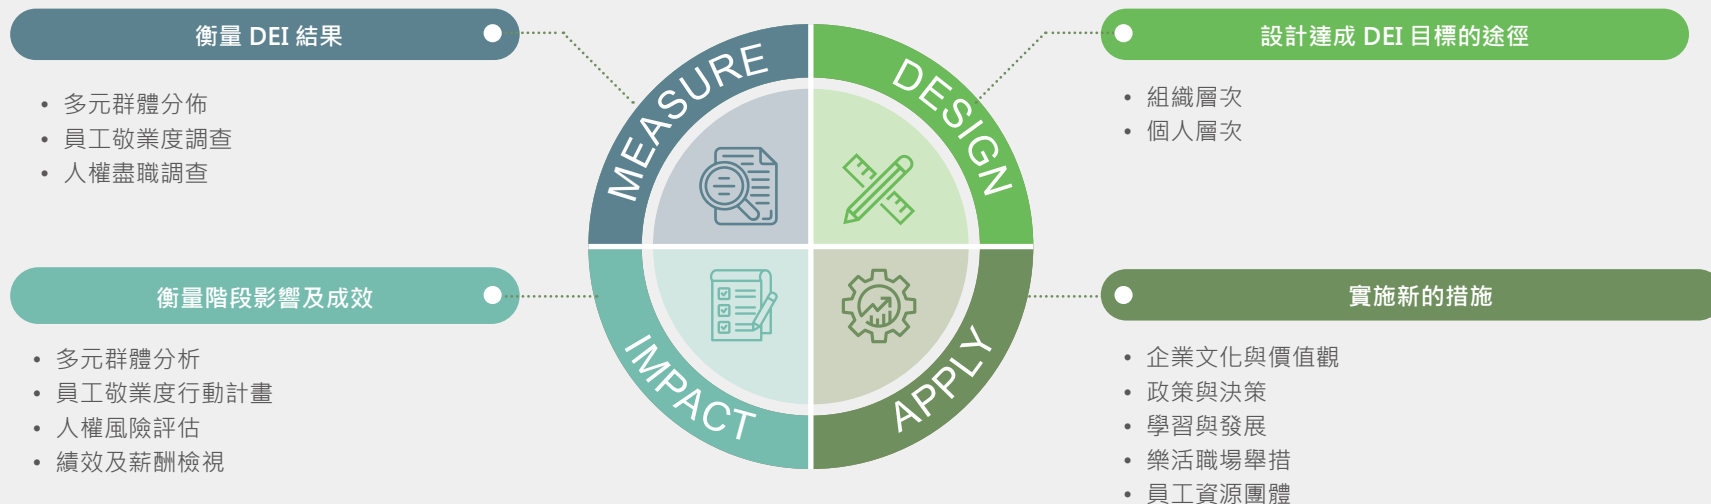 衡量 DEI 結果
• 多元群體分佈
• 員工敬業度調查
• 人權盡職調查
MEASURE
DESIGN
設計達成 DEI 目標的途徑
• 組織層次
• 個人層次
衡量階段影響及成效
• 多元群體分析
• 員工敬業度行動計畫
• 人權風險評估
• 績效及薪酬檢視
IMPACT
APPLY
實施新的措施
• 企業文化與價值觀
• 政策與決策
• 學習與發展
• 樂活職場舉措
• 員工資源團體